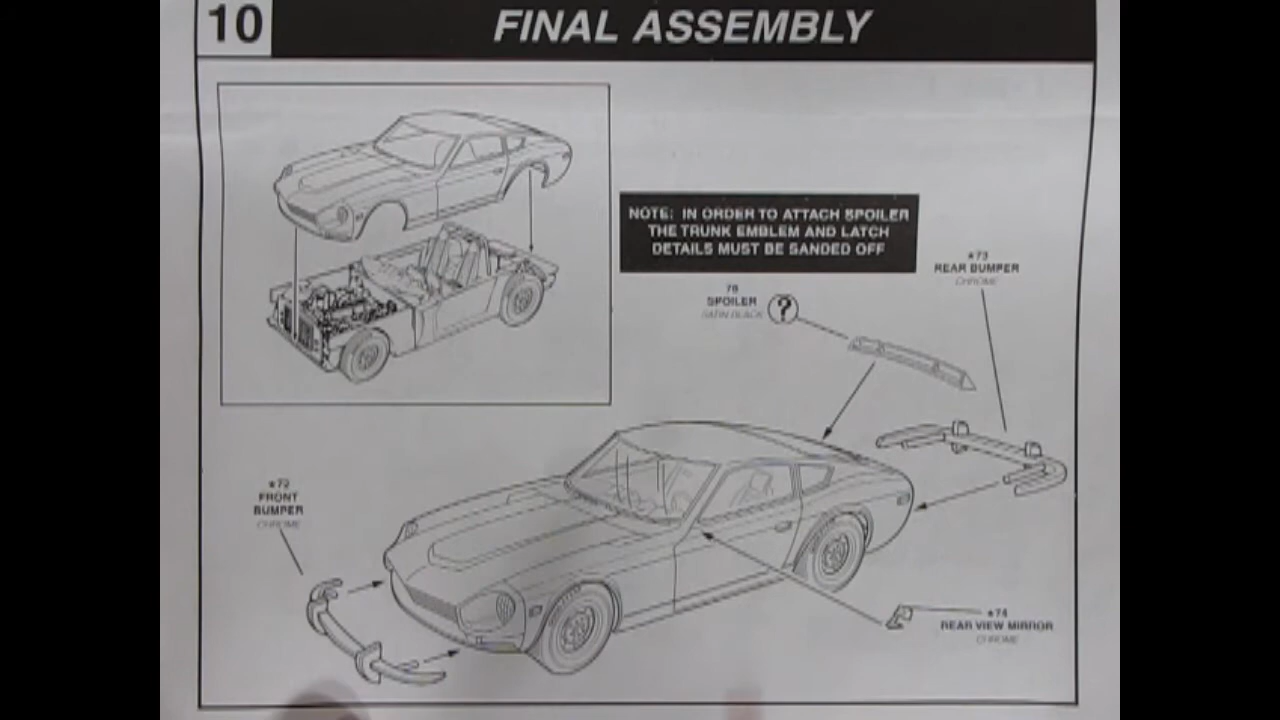 10 FINAL ASSEMBLY
NOTE: IN ORDER TO ATTACH SPOILER
THE TRUNK EMBLEM AND LATCH
DETAILS MUST BE SANDED OFF
★73
REAR BUMPER
CHROME
SPOILER
SATIN BLACK
?
★72
FRONT
BUMPER
CHROME
★74
REAR VIEW MIRROR
CHROME